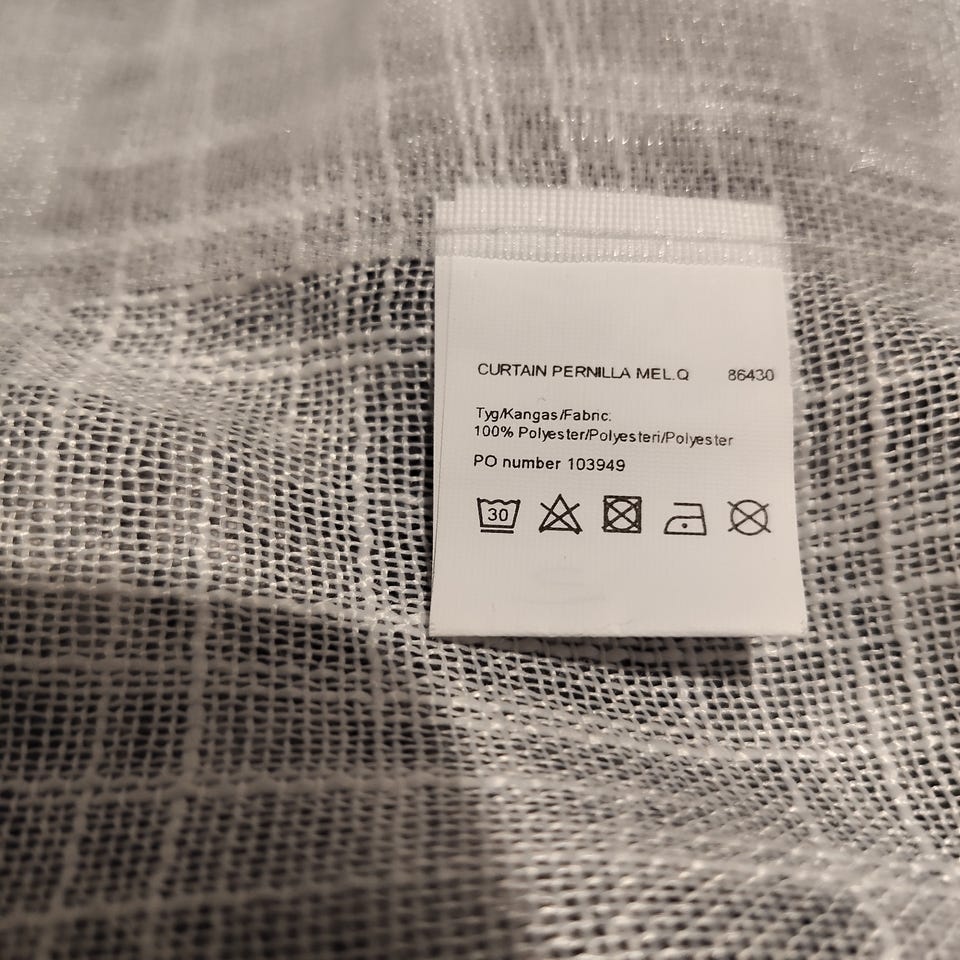 CURTAIN PERNILLA MEL.Q 86430
Tyg/Kangas/Fabric:
100% Polyester/Polyesteri/Polyester
PO number 103949
30